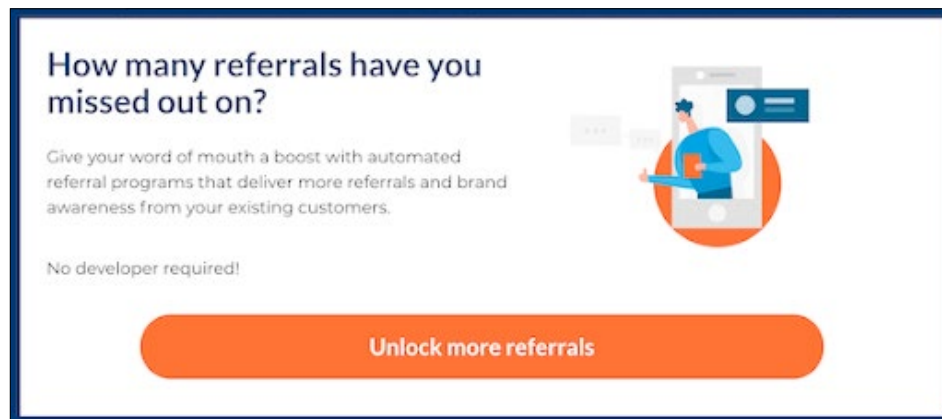 How many referrals have you
missed out on?
Give your word of mouth a boost with automated
referral programs that deliver more referrals and brand
awareness from your existing customers.
No developer required!
Unlock more referrals